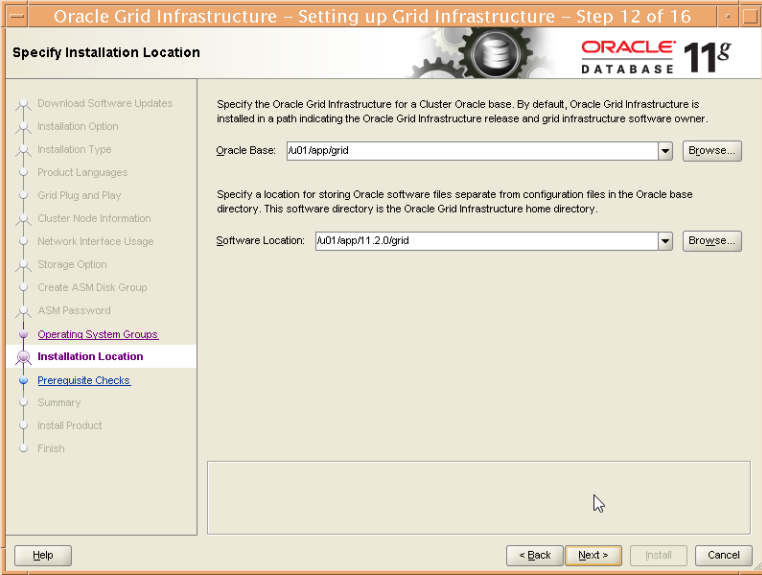 Oracle Grid Infrastructure – Setting up Grid Infrastructure – Step 12 of 16
Specify Installation Location
ORACLE
DATABASE
11g
Download Software Updates
Installation Option
Installation Type
Product Languages
Grid Plug and Play
Cluster Node Information
Network Interface Usage
Storage Option
Create ASM Disk Group
ASM Password
Operating System Groups
Installation Location
Prerequisite Checks
Summary
Install Product
Finish
Specify the Oracle Grid Infrastructure for a Cluster Oracle base. By default, Oracle Grid Infrastructure is
installed in a path indicating the Oracle Grid Infrastructure release and grid infrastructure software owner.
Oracle Base: /u01/app/grid Browse...
Specify a location for storing Oracle software files separate from configuration files in the Oracle base
directory. This software directory is the Oracle Grid Infrastructure home directory.
Software Location: /u01/app/11.2.0/grid Browse...
Help < Back Next > Install Cancel